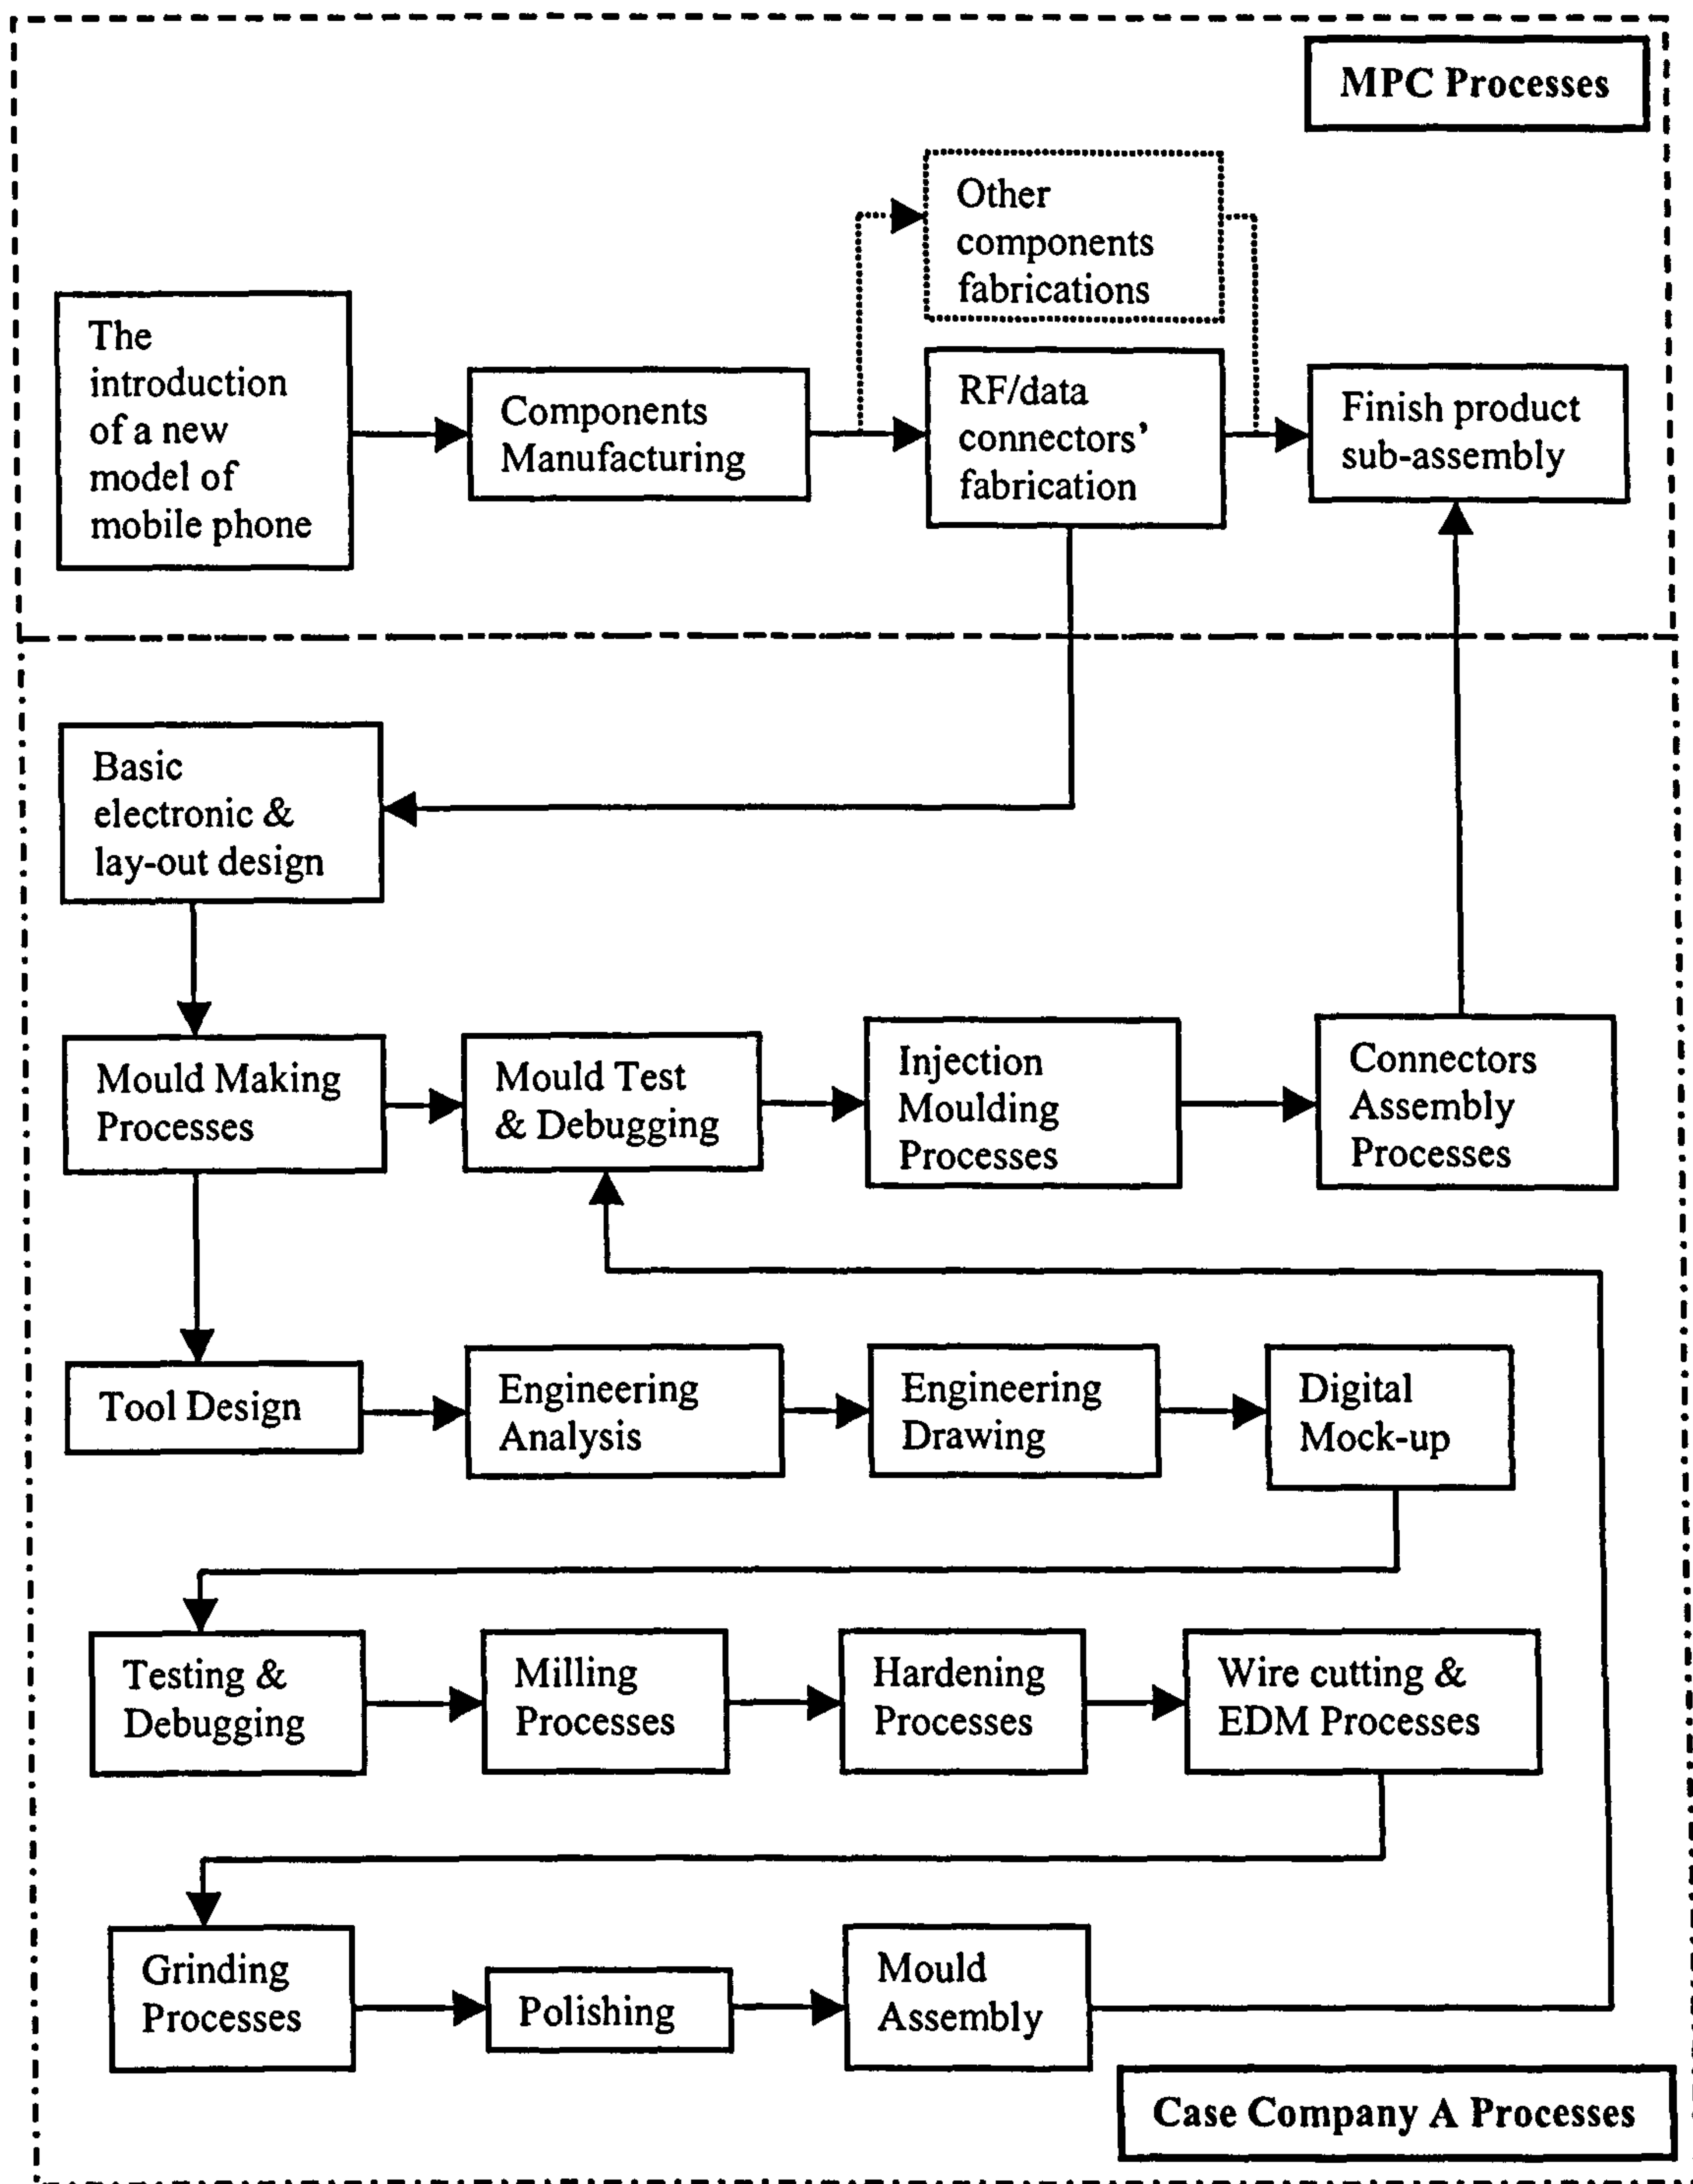 MPC Processes
Other
components
fabrications
The
introduction
of a new
model of
mobile phone
Components
Manufacturing
RF/data
connectors’
fabrication
Finish product
sub-assembly
Basic
electronic &
lay-out design
Mould Making
Processes
Mould Test
& Debugging
Injection
Moulding
Processes
Connectors
Assembly
Processes
Tool Design
Engineering
Analysis
Engineering
Drawing
Digital
Mock-up
Testing &
Debugging
Milling
Processes
Hardening
Processes
Wire cutting &
EDM Processes
Grinding
Processes
Polishing
Mould
Assembly
Case Company A Processes